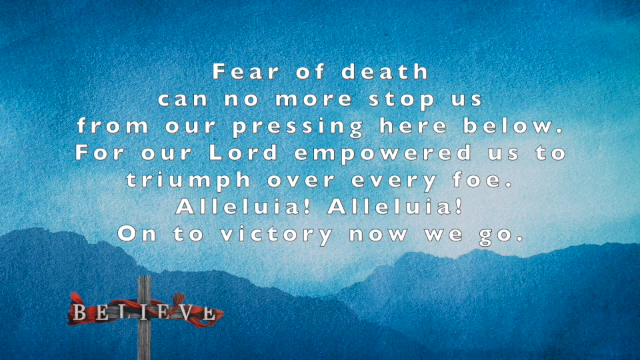 Fear of death
can no more stop us
from our pressing here below.
For our Lord empowered us to
triumph over every foe.
Alleluia! Alleluia!
On to victory now we go.
BELIEVE